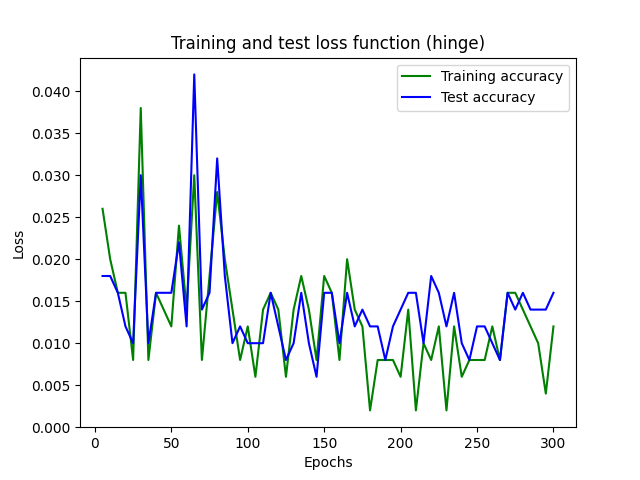 Training and test loss function (hinge)
Training accuracy
Test accuracy
0.040
0.035
0.030
0.025
0.020
0.015
0.010
0.005
0.000
Loss
0 50 100 150 200 250 300
Epochs